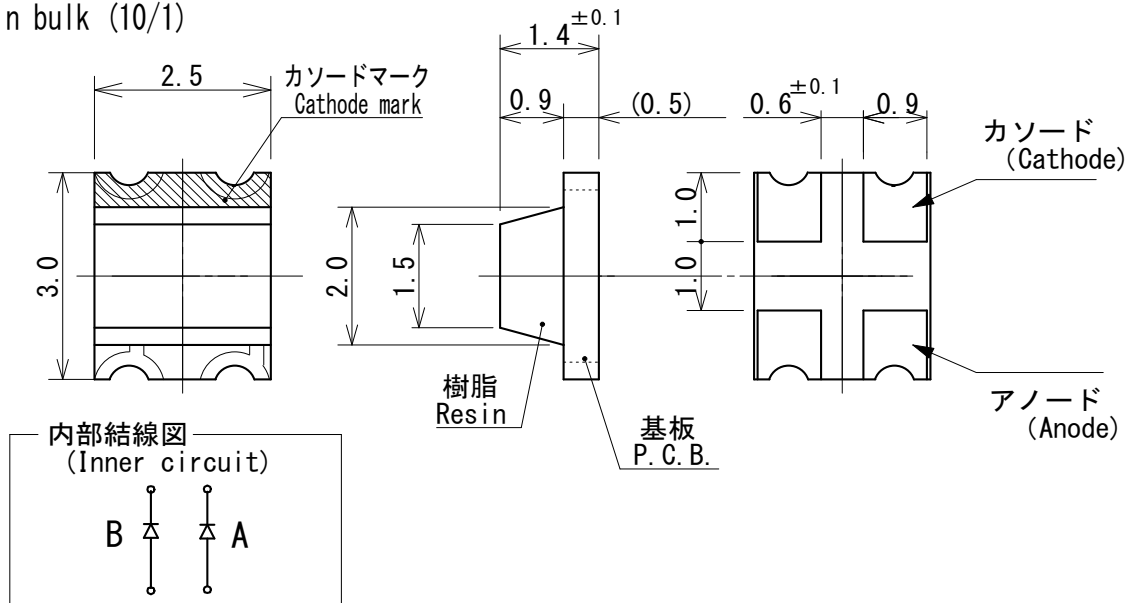 n bulk (10/1)
1.4±0.1
2.5
カソードマーク
Cathode mark
0.9
(0.5)
0.6±0.1
0.9
カソード
(Cathode)
3.0
2.0
1.5
1.0
1.0
樹脂
Resin
基板
P.C.B.
アノード
(Anode)
内部結線図
(Inner circuit)
B
A